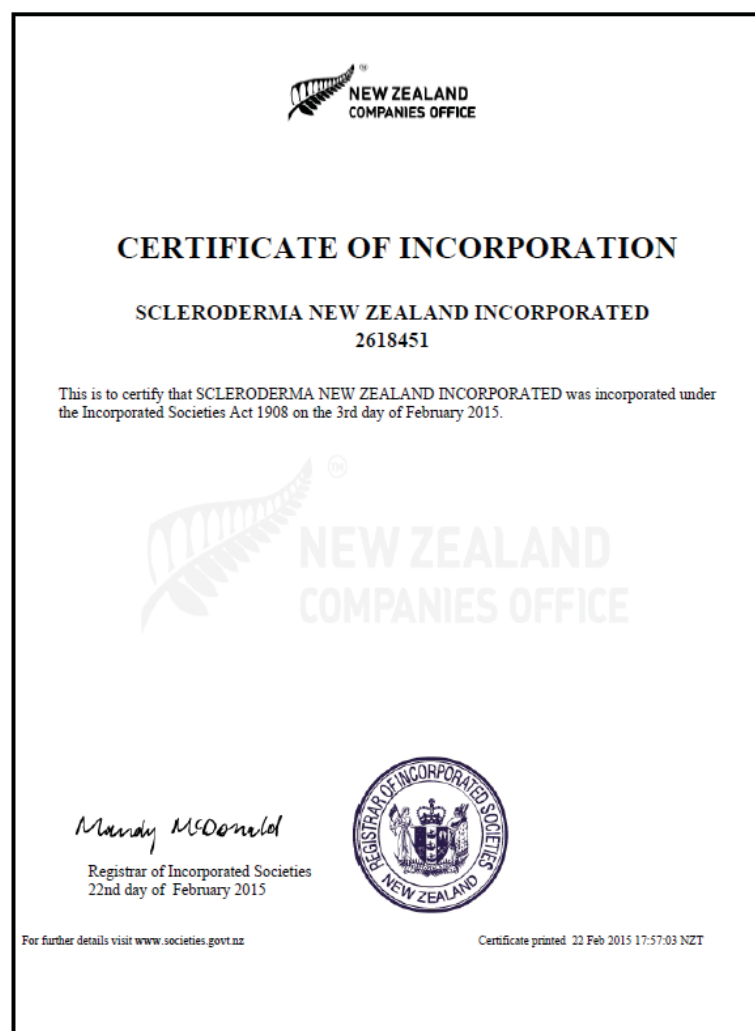 NEW ZEALAND
COMPANIES OFFICE
CERTIFICATE OF INCORPORATION
SCLERODERMA NEW ZEALAND INCORPORATED
2618451
This is to certify that SCLERODERMA NEW ZEALAND INCORPORATED was incorporated under
the Incorporated Societies Act 1908 on the 3rd day of February 2015.
TM
NEW ZEALAND
COMPANIES OFFICE
Mandy McDonald
REGISTRAR OF INCORPORATED SOCIETIES
NEW ZEALAND
Registrar of Incorporated Societies
22nd day of February 2015
For further details visit www.societies.govt.nz
Certificate printed 22 Feb 2015 17:57:03 NZT